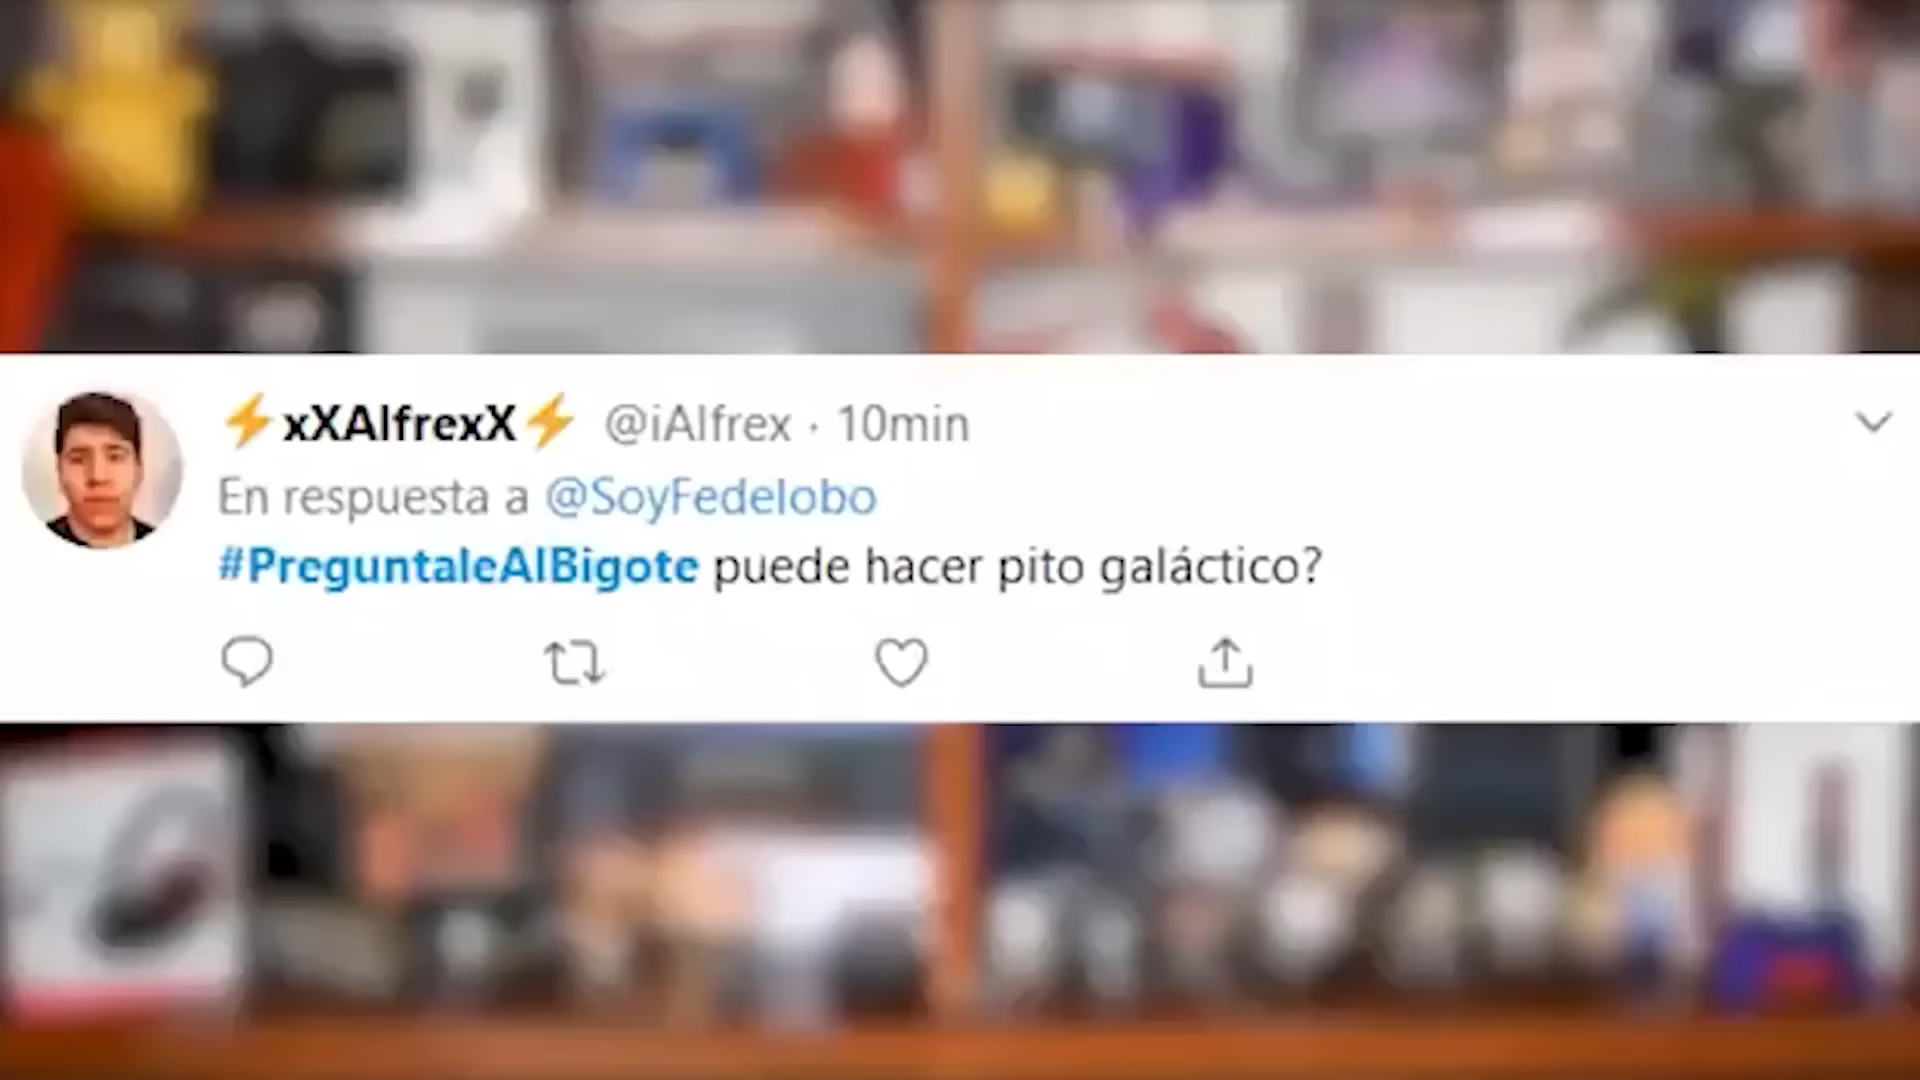 ⚡xXAlfrexX⚡ @iAlfrex · 10min
En respuesta a @SoyFedelobo
#PreguntaleAlBigote puede hacer pito galáctico?